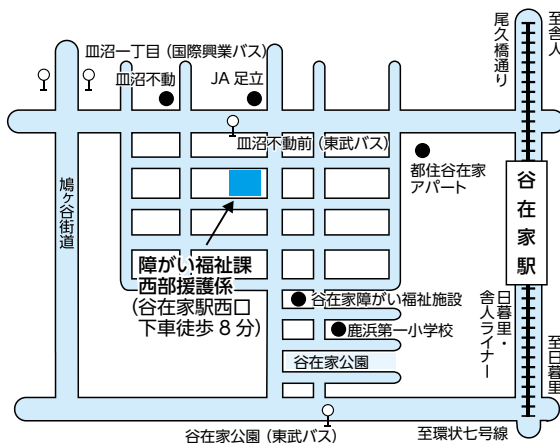 皿沼一丁目(国際興業バス)
皿沼不動
JA足立
尾久橋通り
至舎人
皿沼不動前(東武バス)
都住谷在家
アパート
鳩ヶ谷街道
谷在家駅
障がい福祉課
西部援護係
(谷在家駅西口
下車徒歩8分)
谷在家障がい福祉施設
鹿浜第一小学校
谷在家公園
日暮里・
舎人ライナー
至日暮里
谷在家公園(東武バス)
至環状七号線